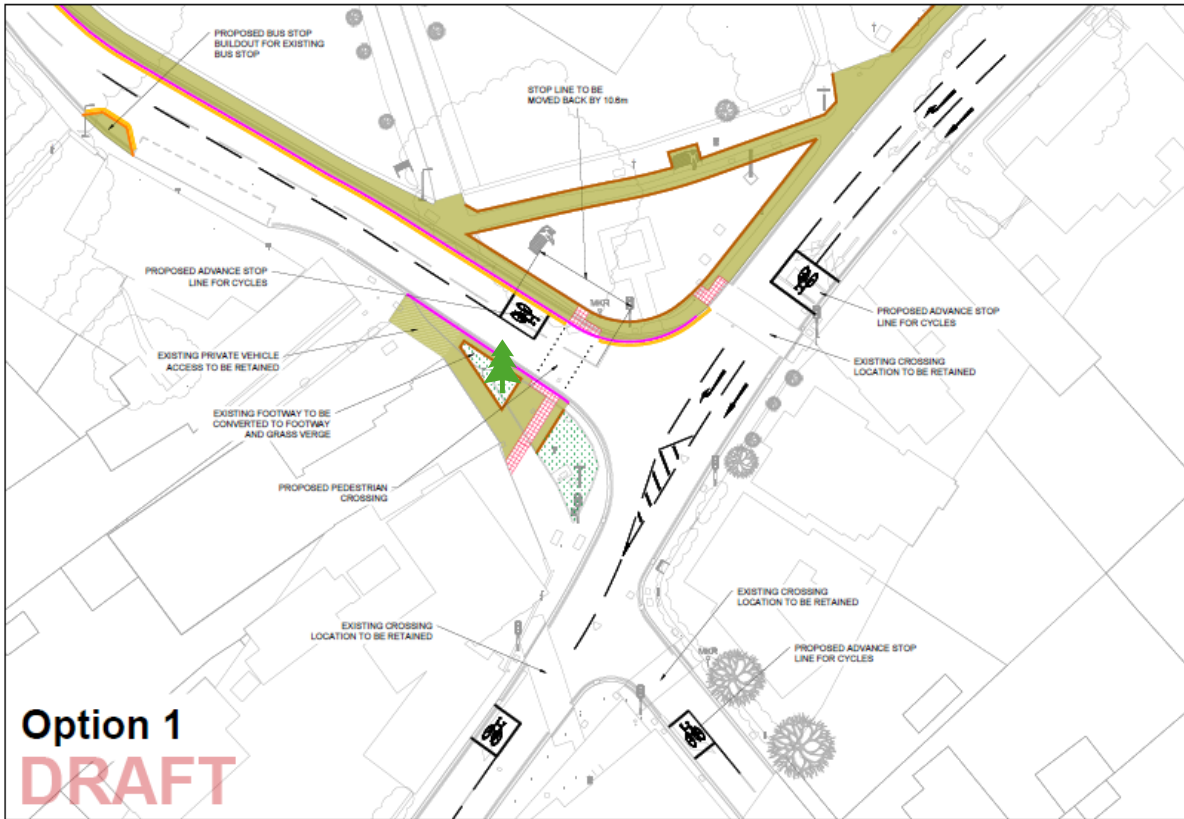 PROPOSED BUS STOP
BUILDOUT FOR EXISTING
BUS STOP
STOP LINE TO BE
MOVED BACK BY 10.6m
PROPOSED ADVANCE STOP
LINE FOR CYCLES
MKR
PROPOSED ADVANCE STOP
LINE FOR CYCLES
EXISTING PRIVATE VEHICLE
ACCESS TO BE RETAINED
EXISTING CROSSING
LOCATION TO BE RETAINED
EXISTING FOOTWAY TO BE
CONVERTED TO FOOTWAY
AND GRASS VERGE
PROPOSED PEDESTRIAN
CROSSING
EXISTING CROSSING
LOCATION TO BE RETAINED
EXISTING CROSSING
LOCATION TO BE RETAINED
MKR
PROPOSED ADVANCE STOP
LINE FOR CYCLES
Option 1
DRAFT